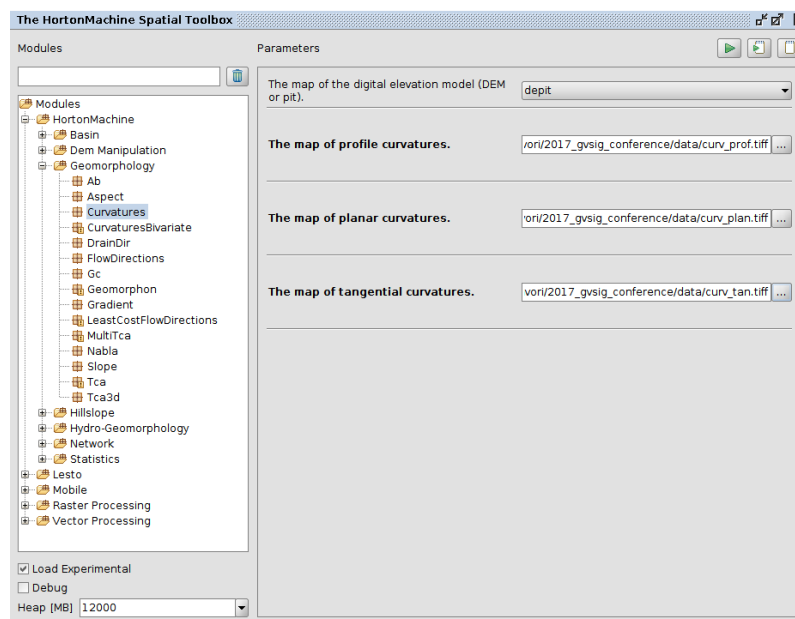 The HortonMachine Spatial Toolbox
Modules
Parameters
The map of the digital elevation model (DEM
or pit).
depit
The map of profile curvatures.
/ori/2017_gvsig_conference/data/curv_prof.tiff
...
The map of planar curvatures.
ori/2017_gvsig_conference/data/curv_plan.tiff
...
The map of tangential curvatures.
vori/2017_gvsig_conference/data/curv_tan.tiff
...
Modules
HortonMachine
Basin
Dem Manipulation
Geomorphology
Ab
Aspect
Curvatures
CurvaturesBivariate
DrainDir
FlowDirections
Gc
Geomorphon
Gradient
LeastCostFlowDirections
MultiTca
Nabla
Slope
Tca
Tca3d
Hillslope
Hydro-Geomorphology
Network
Statistics
Lesto
Mobile
Raster Processing
Vector Processing
Load Experimental
Debug
Heap [MB]
12000